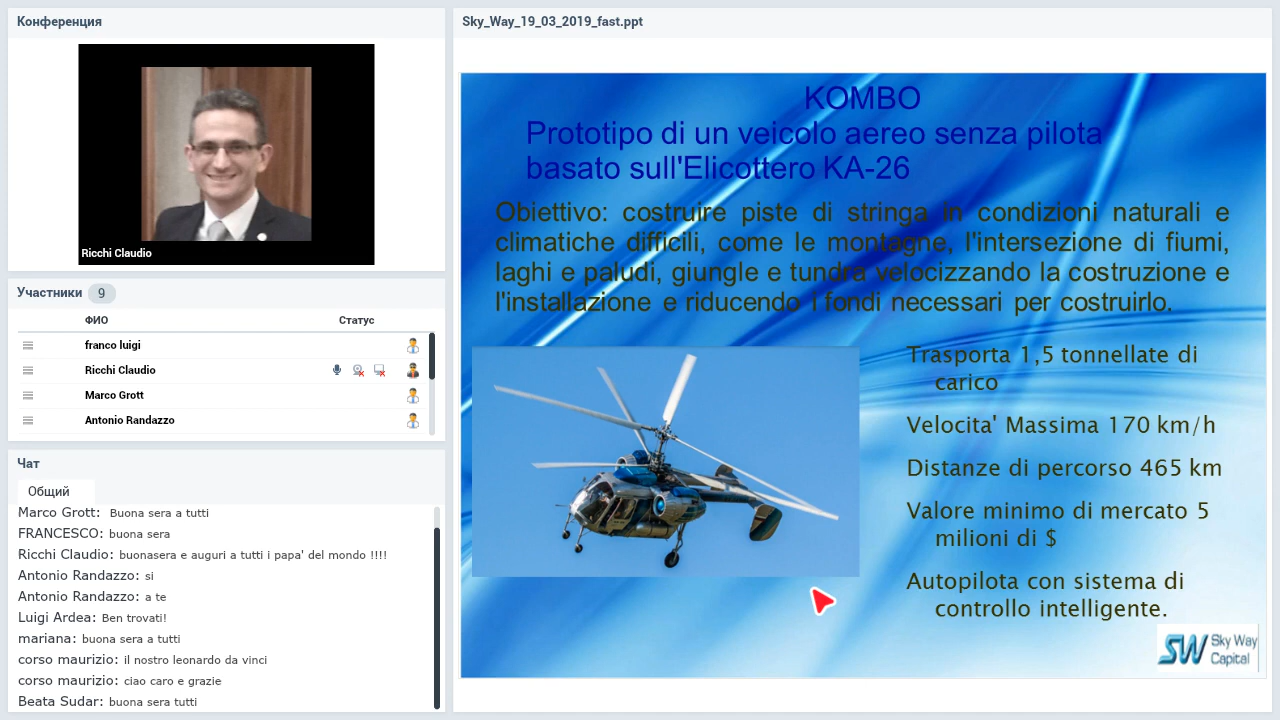 Конференция
Ricchi Claudio
Участники 9
ФИО Статус
franco luigi
Ricchi Claudio
Marco Grott
Antonio Randazzo
Чат
Общий
Marco Grott: Buona sera a tutti
FRANCESCO: buona sera
Ricchi Claudio: buonasera e auguri a tutti i papa' del mondo !!!!
Antonio Randazzo: si
Antonio Randazzo: a te
Luigi Ardea: Ben trovati!
mariana: buona sera a tutti
corso maurizio: il nostro leonardo da vinci
corso maurizio: ciao caro e grazie
Beata Sudar: buona sera tutti
Sky_Way_19_03_2019_fast.ppt
KOMBO
Prototipo di un veicolo aereo senza pilota
basato sull'Elicottero KA-26
Obiettivo: costruire piste di stringa in condizioni naturali e
climatiche difficili, come le montagne, l'intersezione di fiumi,
laghi e paludi, giungle e tundra velocizzando la costruzione e
l'installazione e riducendo i fondi necessari per costruirlo.
Trasporta 1,5 tonnellate di
carico
Velocita' Massima 170 km/h
Distanze di percorso 465 km
Valore minimo di mercato 5
milioni di $
Autopilota con sistema di
controllo intelligente.
SW Sky Way
Capital